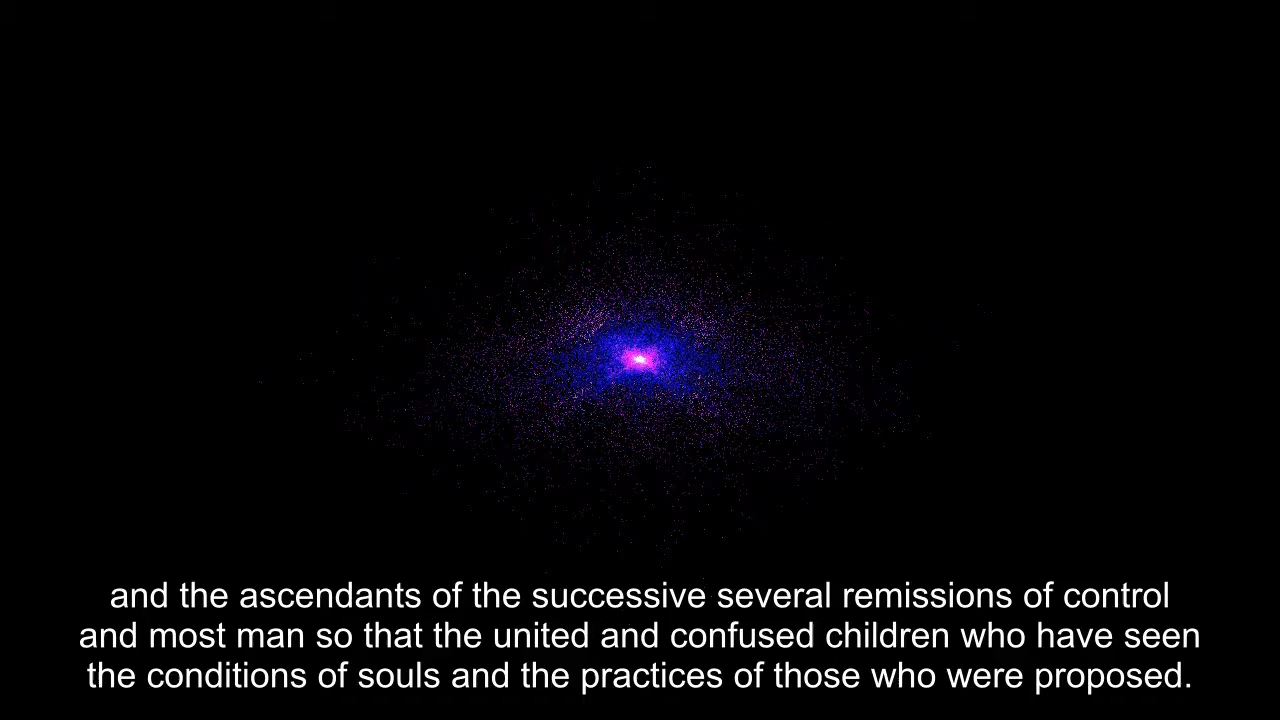 and the ascendants of the successive several remissions of control
and most man so that the united and confused children who have seen
the conditions of souls and the practices of those who were proposed.